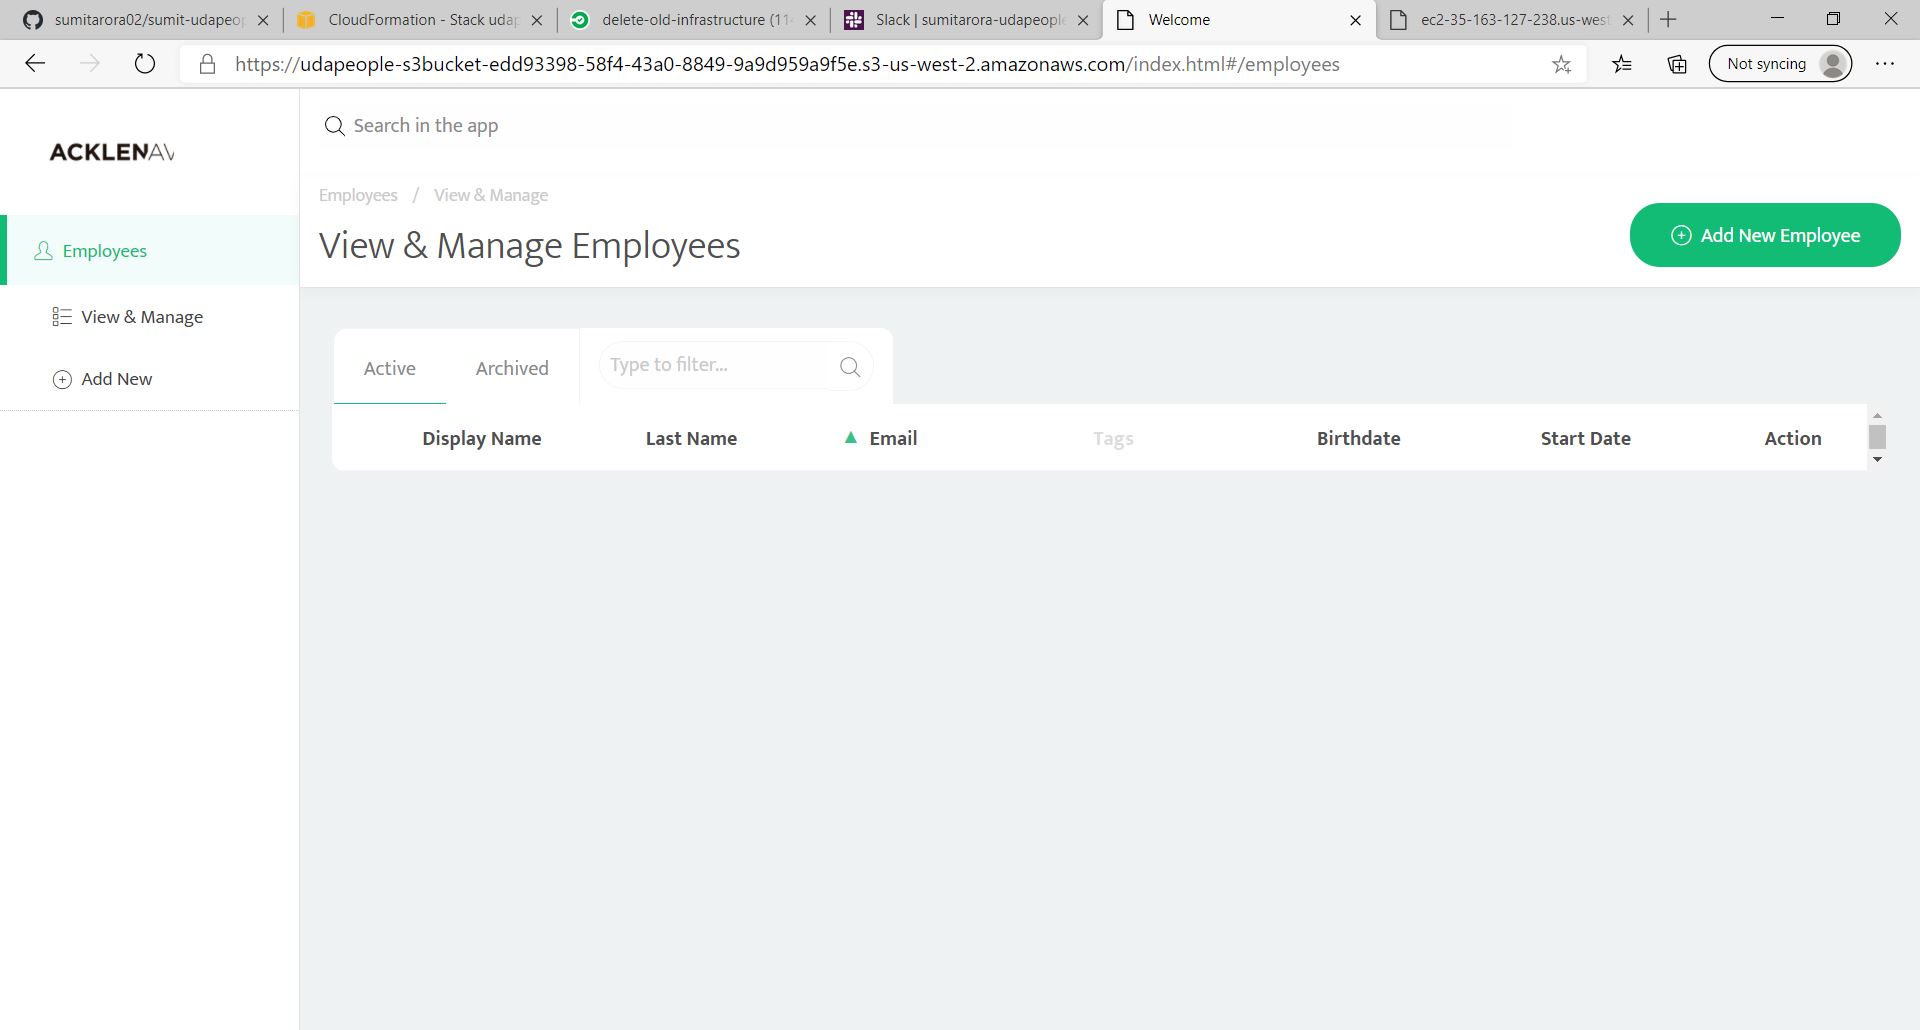 sumitarora02/sumit-udapeop
CloudFormation - Stack udap
delete-old-infrastructure (114
Slack | sumitarora-udapeople
Welcome
ec2-35-163-127-238.us-west
https://udapeople-s3bucket-edd93398-58f4-43a0-8849-9a9d959a9f5e.s3-us-west-2.amazonaws.com/index.html#/employees
Not syncing
ACKLENAV
Search in the app
Employees / View & Manage
View & Manage Employees
Add New Employee
Employees
View & Manage
Add New
Active Archived Type to filter...
Display Name Last Name Email Tags Birthdate Start Date Action